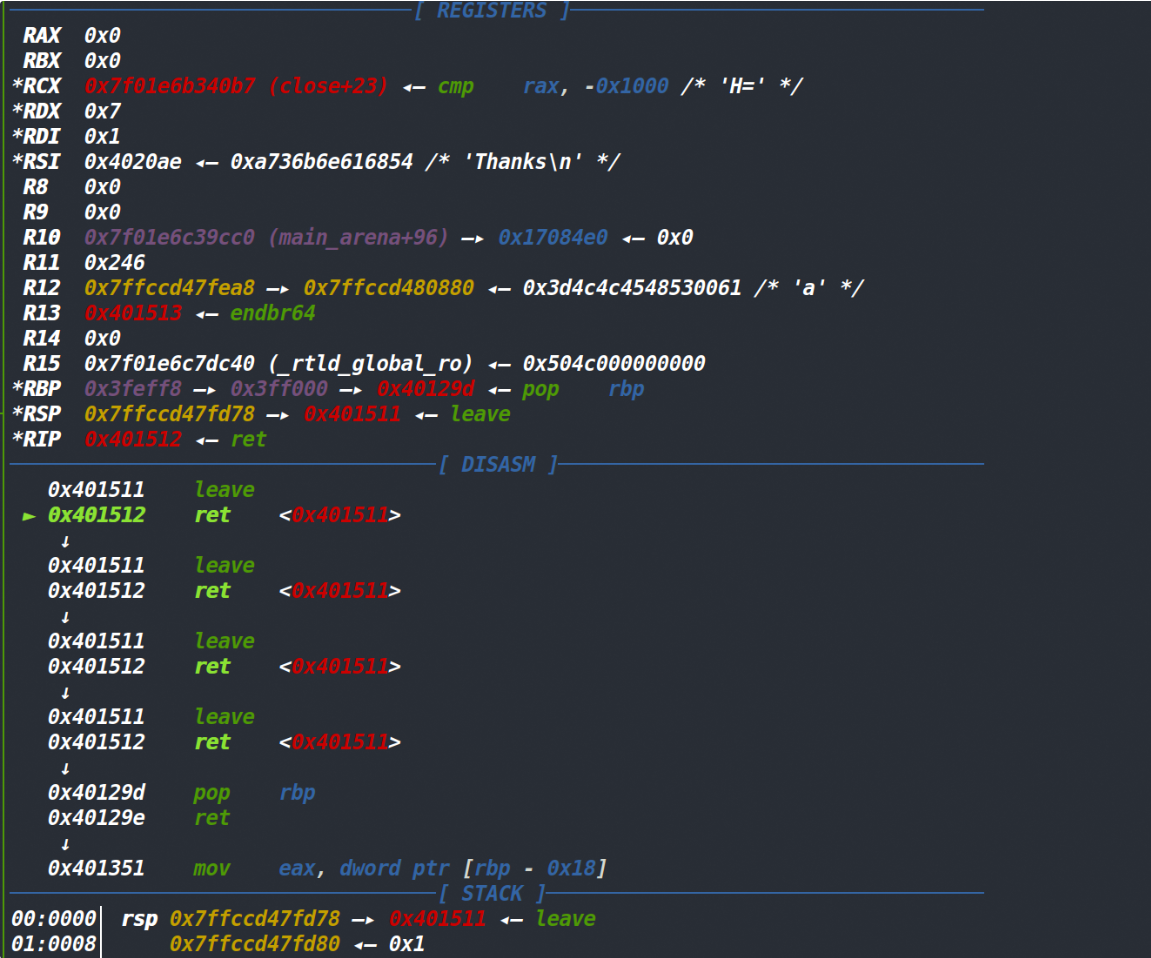 [ REGISTERS ]
RAX 0x0
RBX 0x0
*RCX 0x7f01e6b340b7 (close+23) ◂— cmp rax, -0x1000 /* 'H=' */
*RDX 0x7
*RDI 0x1
*RSI 0x4020ae ◂— 0xa736b6e616854 /* 'Thanks\n' */
R8 0x0
R9 0x0
R10 0x7f01e6c39cc0 (main_arena+96) —▸ 0x17084e0 ◂— 0x0
R11 0x246
R12 0x7ffccd47fea8 —▸ 0x7ffccd480880 ◂— 0x3d4c4c4548530061 /* 'a' */
R13 0x401513 ◂— endbr64
R14 0x0
R15 0x7f01e6c7dc40 (_rtld_global_ro) ◂— 0x504c000000000
*RBP 0x3feff8 —▸ 0x3ff000 —▸ 0x40129d ◂— pop rbp
*RSP 0x7ffccd47fd78 —▸ 0x401511 ◂— leave
*RIP 0x401512 ◂— ret
[ DISASM ]
0x401511 leave
► 0x401512 ret <0x401511>
↓
0x401511 leave
0x401512 ret <0x401511>
↓
0x401511 leave
0x401512 ret <0x401511>
↓
0x401511 leave
0x401512 ret <0x401511>
↓
0x40129d pop rbp
0x40129e ret
↓
0x401351 mov eax, dword ptr [rbp - 0x18]
[ STACK ]
00:0000│ rsp 0x7ffccd47fd78 —▸ 0x401511 ◂— leave
01:0008│ 0x7ffccd47fd80 ◂— 0x1